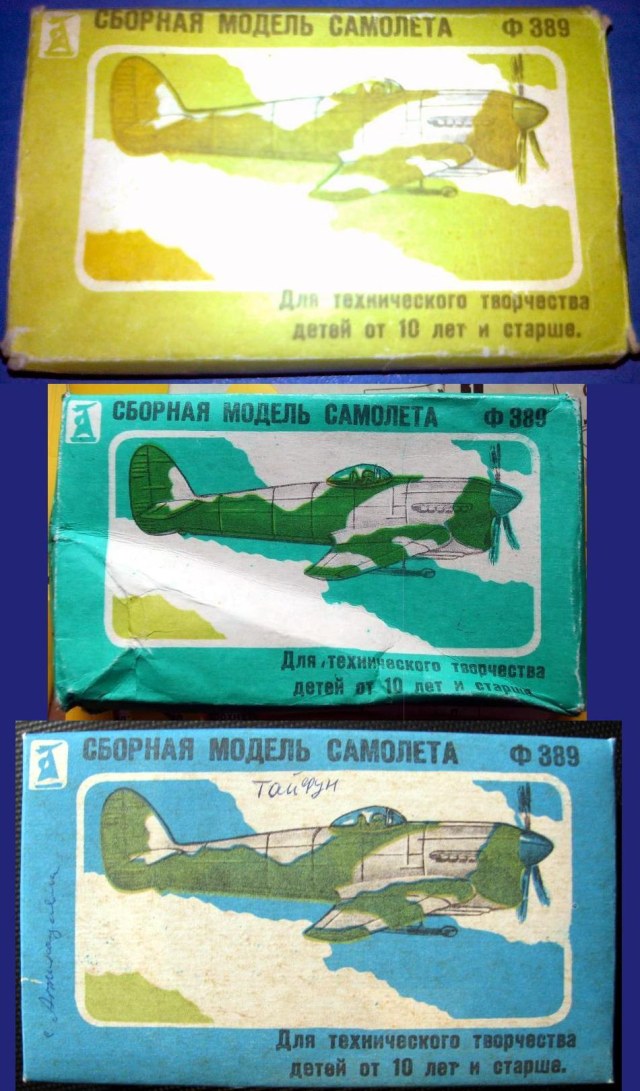 СБОРНАЯ МОДЕЛЬ САМОЛЕТА Ф 389
Для технического творчества
детей от 10 лет и старше.
СБОРНАЯ МОДЕЛЬ САМОЛЕТА Ф 389
Для технического творчества
детей от 10 лет и старше
СБОРНАЯ МОДЕЛЬ САМОЛЕТА Ф 389
Тайфун
Для технического творчества
детей от 10 лет и старше.